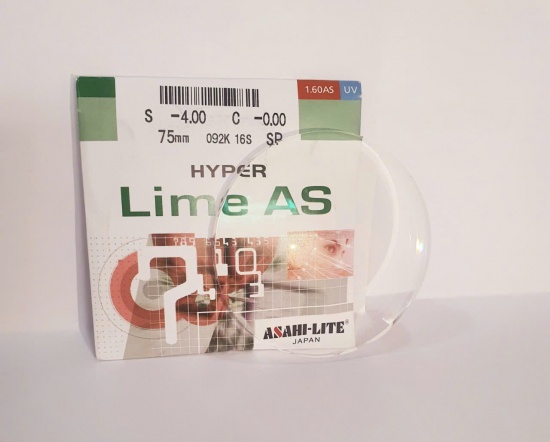 1.60AS UV
S -4.00 C -0.00
75mm 092K 16S SP
HYPER
Lime AS
ASAHI-LITE®
JAPAN